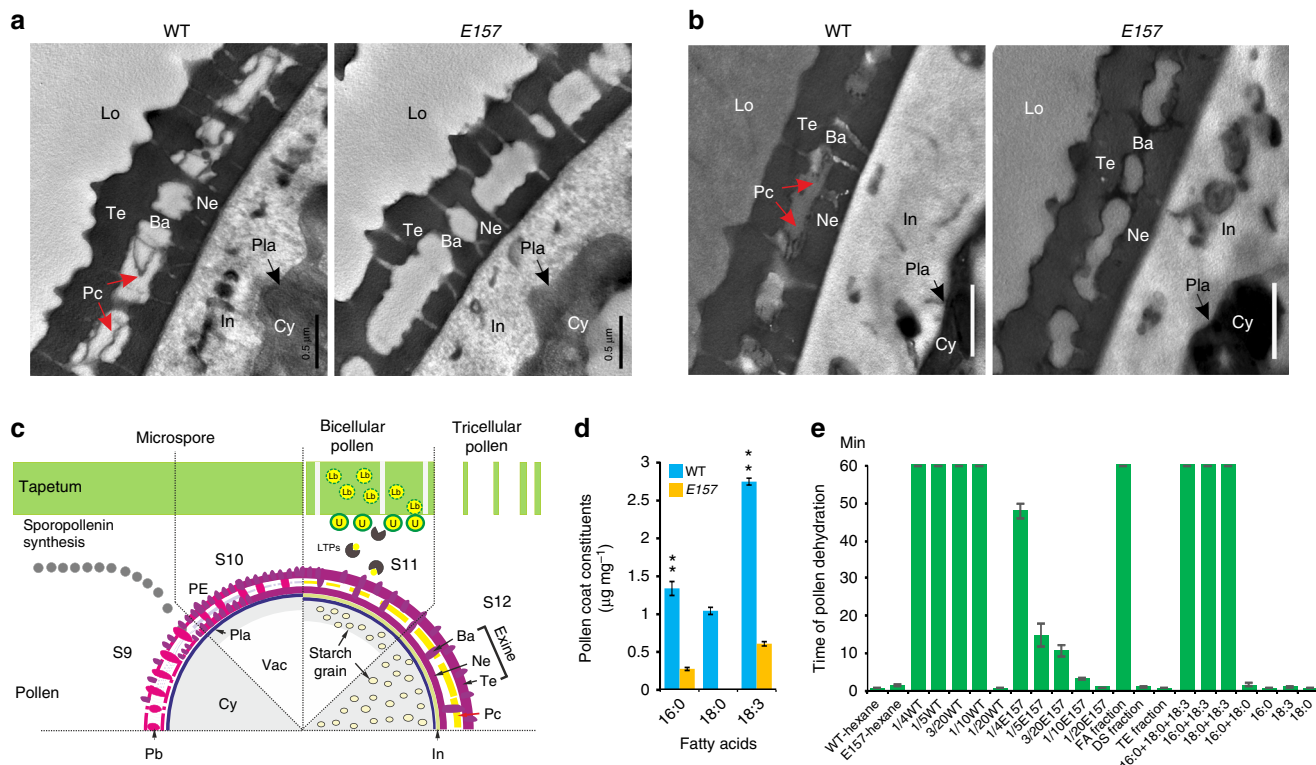 a
WT
E157
Lo
Te
Ba
Ne
Pc
In
Pla
Cy
0.5 µm
Lo
Te
Ba
Ne
Pla
In
Cy
0.5 µm
b
WT
E157
Lo
Te
Ba
Pc
Ne
In
Pla
Cy
Lo
Te
Ba
Ne
In
Pla
Cy
c
Microspore
Bicellular pollen
Tricellular pollen
Tapetum
Lb
Lb
Lb
Lb
Lb
Lb
U
U
U
U
Sporopollenin synthesis
LTPs
S10
S11
PE
S12
S9
Pla
Ba
Exine
Vac
Starch grain
Ne
Te
Pollen
Cy
Pc
Pb
In
d
Pollen coat constituents (µg mg⁻¹)
3
2.5
2
1.5
1
0.5
0
WT
E157
**
**
16:0
18:0
18:3
Fatty acids
e
Min
Time of pollen dehydration
60
50
40
30
20
10
0
WT-hexane
E157-hexane
1/4WT
1/5WT
3/20WT
1/10WT
1/20WT
1/4E157
1/5E157
3/20E157
1/10E157
1/20E157
FA fraction
DS fraction
TE fraction
16:0+18:0+18:3
16:0+18:3
18:0+18:3
16:0+18:0
16:0
18:3
18:0